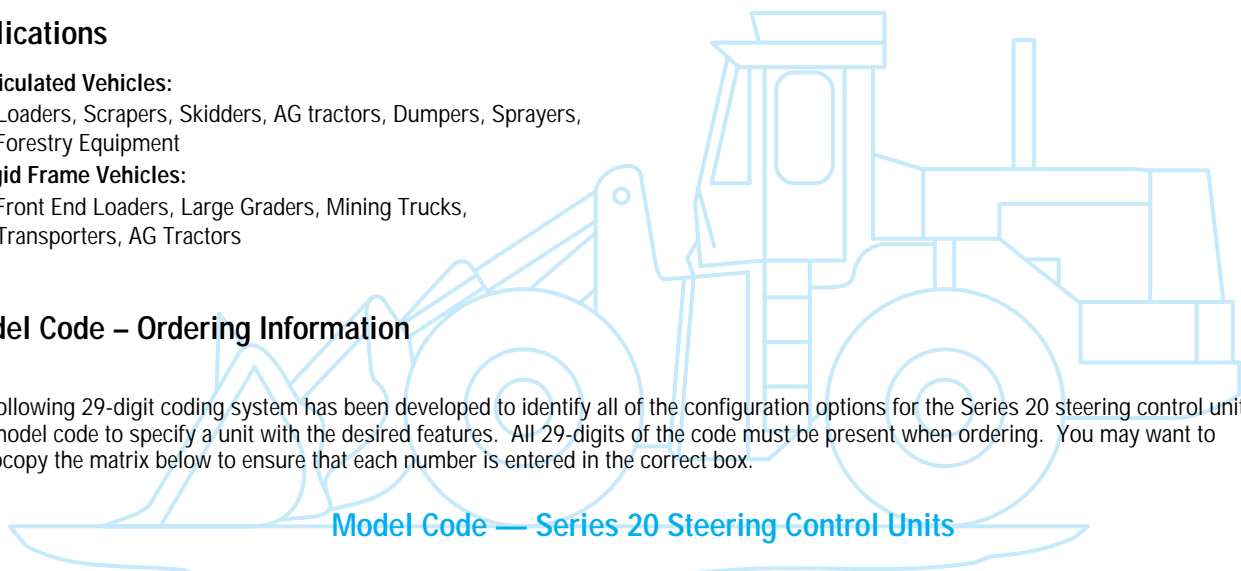 lications
iculated Vehicles:
Loaders, Scrapers, Skidders, AG tractors, Dumpers, Sprayers,
Forestry Equipment
gid Frame Vehicles:
Front End Loaders, Large Graders, Mining Trucks,
Transporters, AG Tractors
del Code – Ordering Information
ollowing 29-digit coding system has been developed to identify all of the configuration options for the Series 20 steering control unit
model code to specify a unit with the desired features. All 29-digits of the code must be present when ordering. You may want to
ocopy the matrix below to ensure that each number is entered in the correct box.
Model Code — Series 20 Steering Control Units